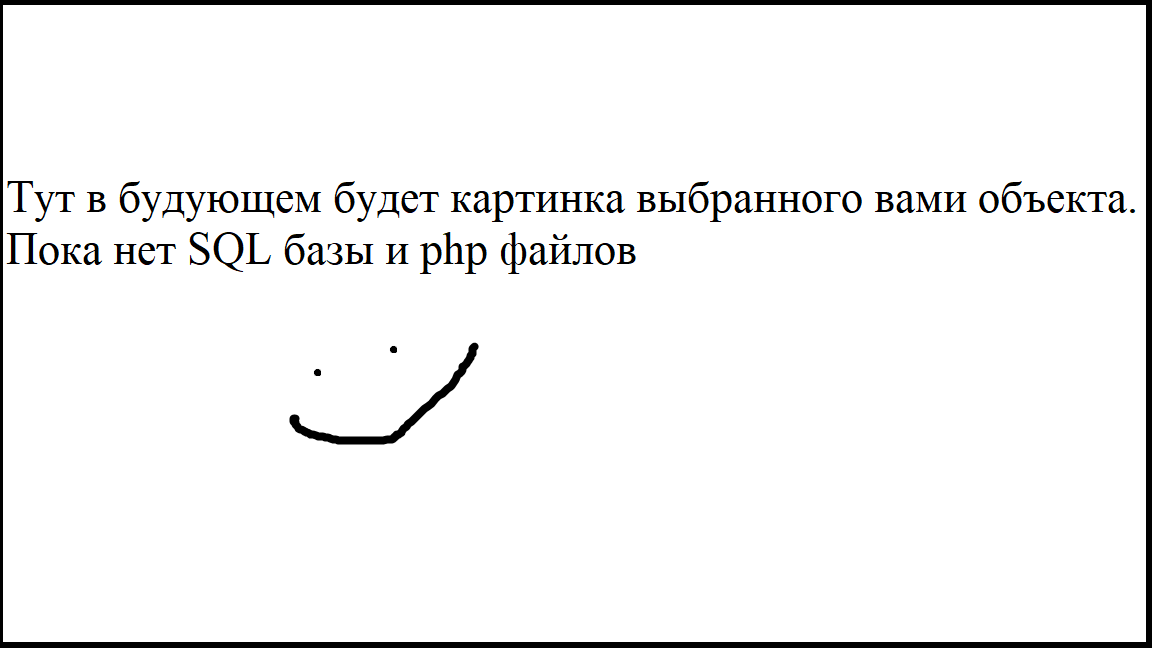 Тут в будующем будет картинка выбранного вами объекта.
Пока нет SQL базы и php файлов